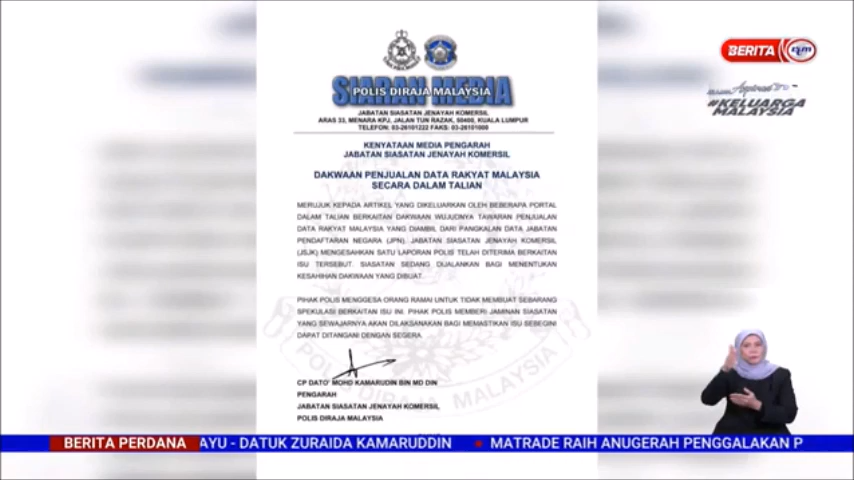 SIARAN MEDIA
POLIS DIRAJA MALAYSIA
JABATAN SIASATAN JENAYAH KOMERSIL
ARAS 33, MENARA KPJ, JALAN TUN RAZAK, 50400, KUALA LUMPUR
TELEFON: 03-26101222 FAKS: 03-26101000
KENYATAAN MEDIA PENGARAH
JABATAN SIASATAN JENAYAH KOMERSIL
DAKWAAN PENJUALAN DATA RAKYAT MALAYSIA
SECARA DALAM TALIAN
MERUJUK KEPADA ARTIKEL YANG DIKELUARKAN OLEH BEBERAPA PORTAL
DALAM TALIAN BERKAITAN DAKWAAN WUJUDNYA TAWARAN PENJUALAN
DATA RAKYAT MALAYSIA YANG DIAMBIL DARI PANGKALAN DATA JABATAN
PENDAFTARAN NEGARA (JPN). JABATAN SIASATAN JENAYAH KOMERSIL
(JSJK) MENGESAHKAN SATU LAPORAN POLIS TELAH DITERIMA BERKAITAN
ISU TERSEBUT. SIASATAN SEDANG DIJALANKAN BAGI MENENTUKAN
KESAHIHAN DAKWAAN YANG DIBUAT.
PIHAK POLIS MENGGESA ORANG RAMAI UNTUK TIDAK MEMBUAT SEBARANG
SPEKULASI BERKAITAN ISU INI. PIHAK POLIS MEMBERI JAMINAN SIASATAN
YANG SEWAJARNYA AKAN DILAKSANAKAN BAGI MEMASTIKAN ISU SEBEGINI
DAPAT DITANGANI DENGAN SEGERA.
CP DATO' MOHD KAMARUDIN BIN MD DIN
PENGARAH
JABATAN SIASATAN JENAYAH KOMERSIL
POLIS DIRAJA MALAYSIA
POLIS DIRAJA MALAYSIA
BERITA rtm
#KELUARGA
MALAYSIA
BERITA PERDANA AYU - DATUK ZURAIDA KAMARUDDIN • MATRADE RAIH ANUGERAH PENGGALAKAN P